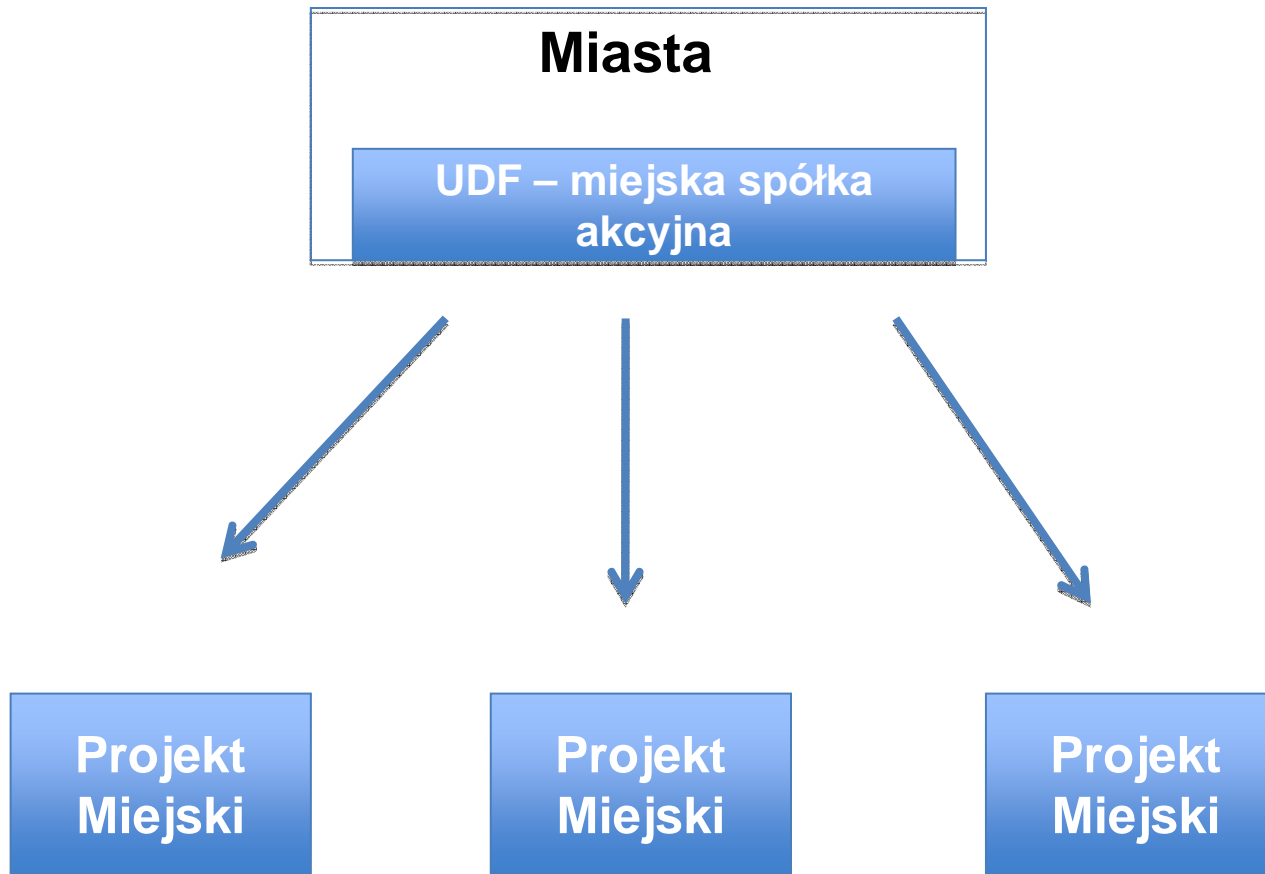 Miasta
UDF – miejska spółka
akcyjna
Projekt
Miejski
Projekt
Miejski
Projekt
Miejski